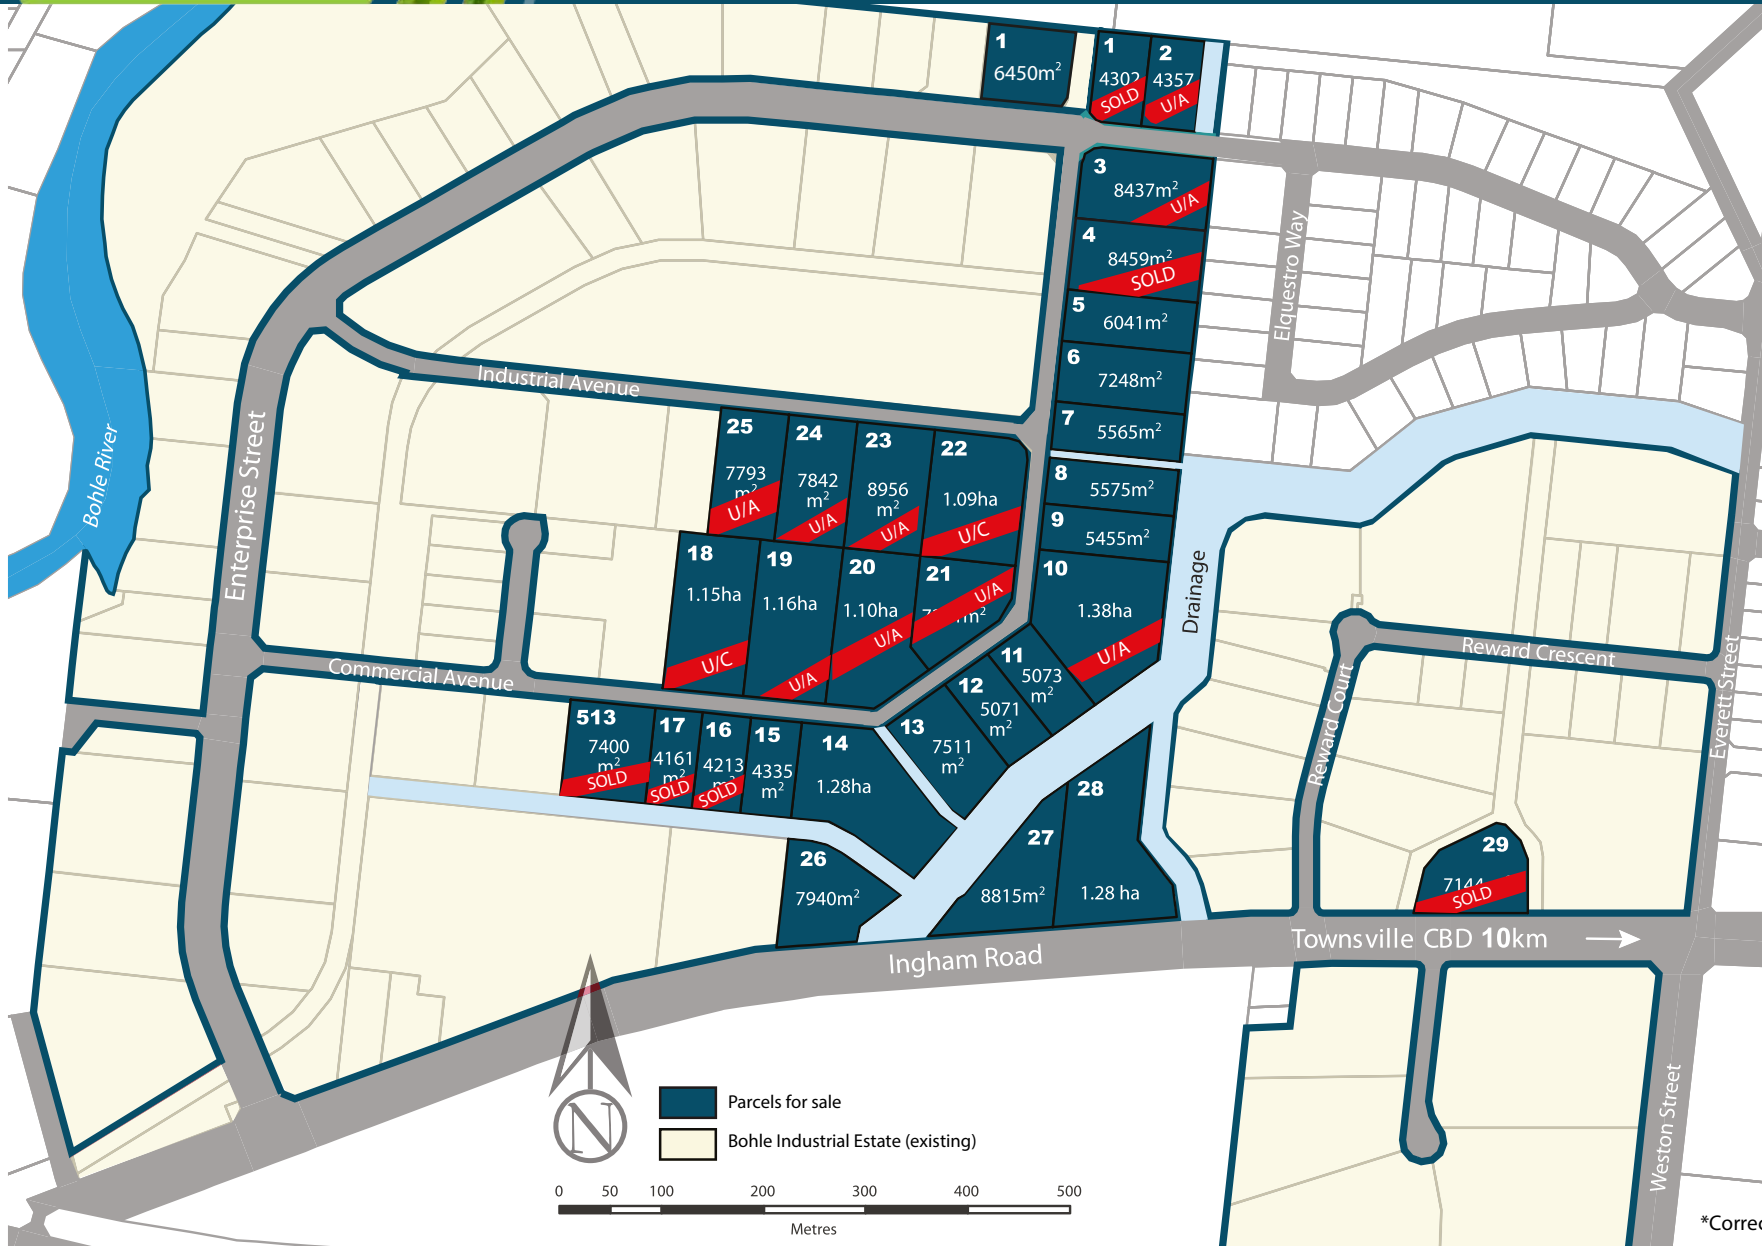 1
6450m²
1
4302
SOLD
2
4357
U/A
3
8437m²
U/A
4
8459m²
SOLD
5
6041m²
6
7248m²
7
5565m²
8
5575m²
9
5455m²
10
1.38ha
U/A
11
5073
m²
12
5071
m²
13
7511
m²
14
1.28ha
15
4335
m²
16
4213
m²
SOLD
17
4161
m²
SOLD
513
7400
m²
SOLD
18
1.15ha
U/C
19
1.16ha
U/A
20
1.10ha
U/A
21
m²
U/A
22
1.09ha
U/C
23
8956
m²
U/A
24
7842
m²
U/A
25
7793
m²
U/A
26
7940m²
27
8815m²
28
1.28 ha
29
7144
SOLD
Bohle River
Enterprise Street
Industrial Avenue
Commercial Avenue
Elquestro Way
Drainage
Reward Crescent
Reward Court
Everett Street
Ingham Road
Townsville CBD 10km
Weston Street
N
Parcels for sale
Bohle Industrial Estate (existing)
0 50 100 200 300 400 500
Metres
*Correc